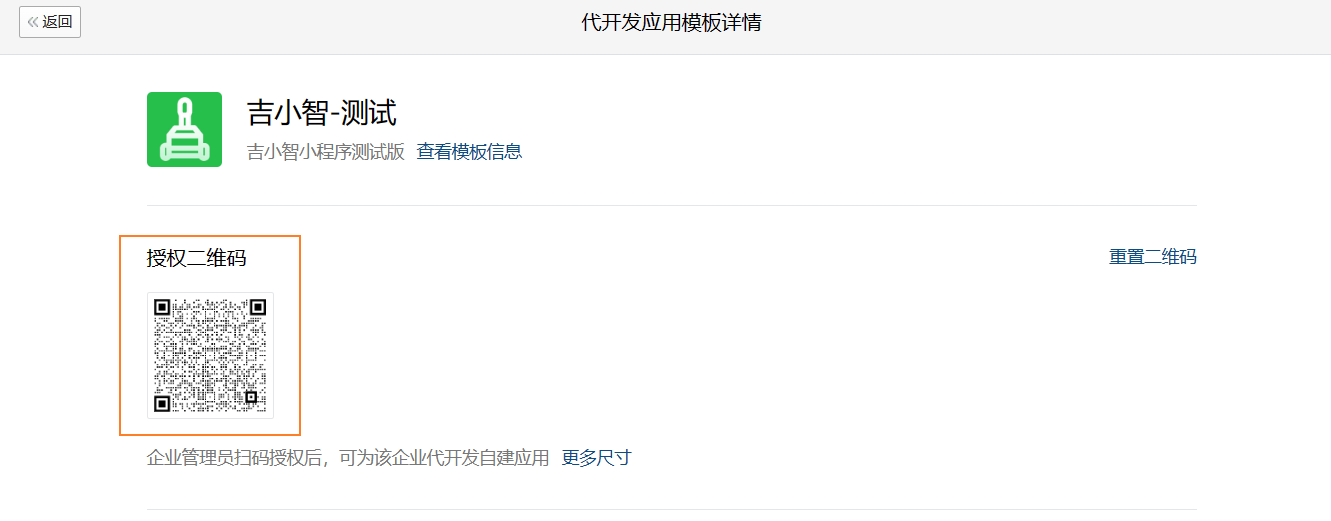 返回
代开发应用模板详情
吉小智-测试
吉小智小程序测试版 查看模板信息
授权二维码
重置二维码
企业管理员扫码授权后，可为该企业代开发自建应用 更多尺寸